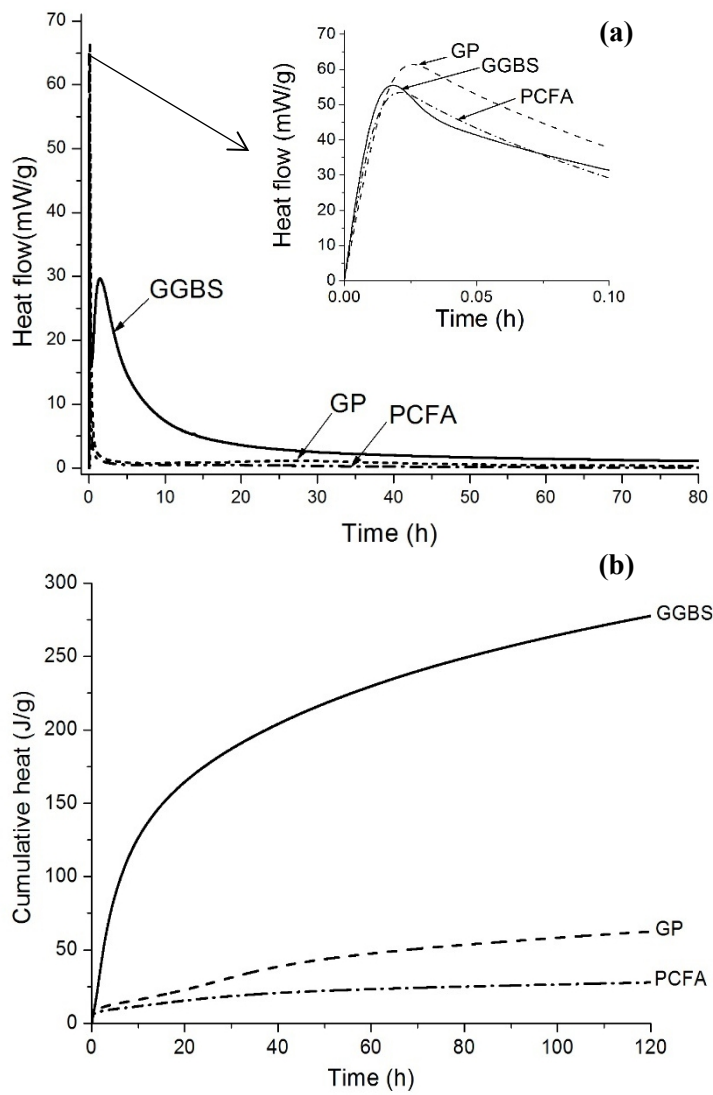 (a)
Heat flow(mW/g)
70
60
50
40
30
20
10
0
0 10 20 30 40 50 60 70 80
Time (h)
GGBS
GP
PCFA
Heat flow (mW/g)
70
60
50
40
30
20
10
0
0.00 0.05 0.10
Time (h)
GP
GGBS
PCFA
(b)
Cumulative heat (J/g)
300
250
200
150
100
50
0
0 20 40 60 80 100 120
Time (h)
GGBS
GP
PCFA